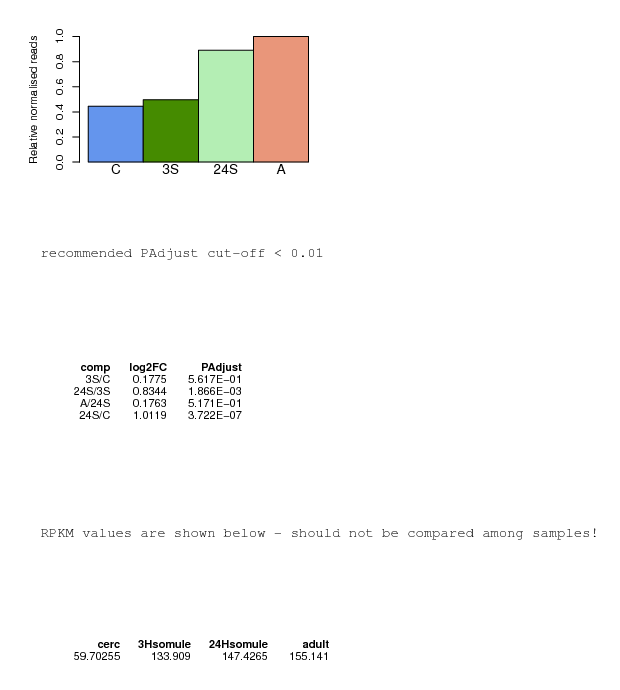 Relative normalised reads
1.0
0.8
0.6
0.4
0.2
0.0
C 3S 24S A
recommended PAdjust cut-off < 0.01
comp log2FC PAdjust
3S/C 0.1775 5.617E-01
24S/3S 0.8344 1.866E-03
A/24S 0.1763 5.171E-01
24S/C 1.0119 3.722E-07
RPKM values are shown below - should not be compared among samples!
cerc 3Hsomule 24Hsomule adult
59.70255 133.909 147.4265 155.141